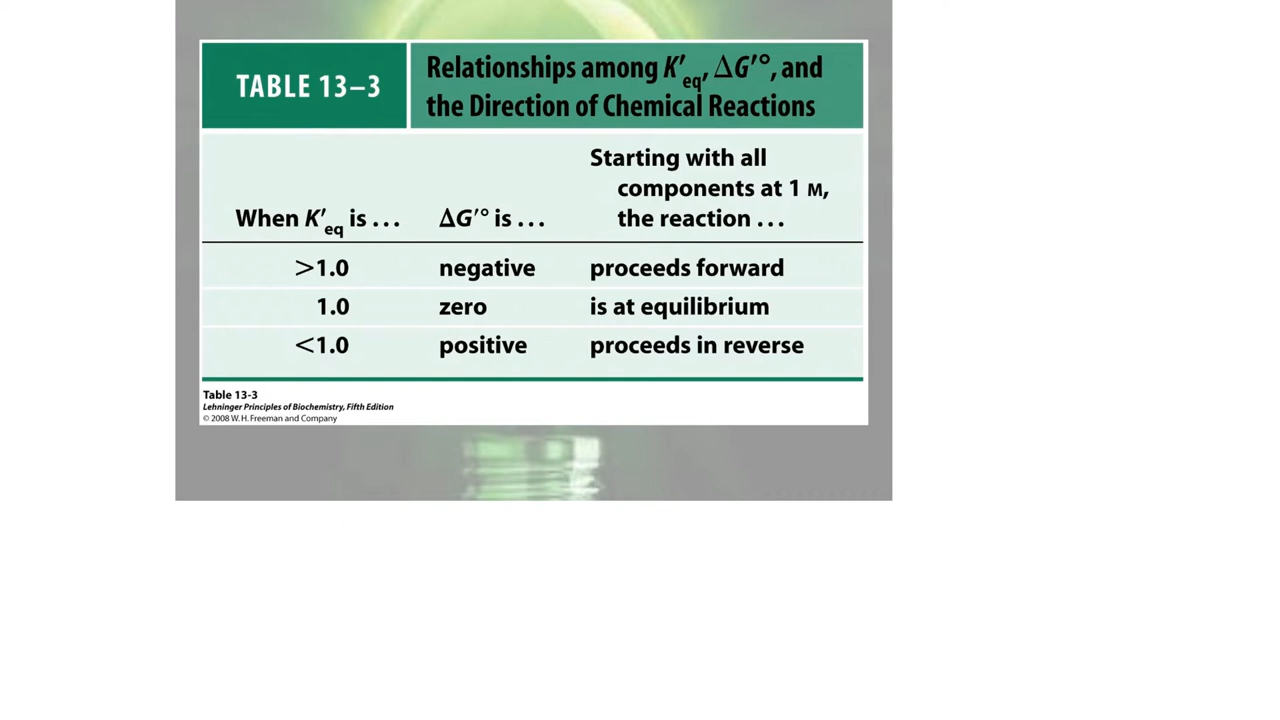 TABLE 13–3
Relationships among K′eq, ΔG′°, and
the Direction of Chemical Reactions
Starting with all
components at 1 M,
When K′eq is . . . ΔG′° is . . . the reaction . . .
>1.0 negative proceeds forward
1.0 zero is at equilibrium
<1.0 positive proceeds in reverse
Table 13-3
Lehninger Principles of Biochemistry, Fifth Edition
© 2008 W. H. Freeman and Company